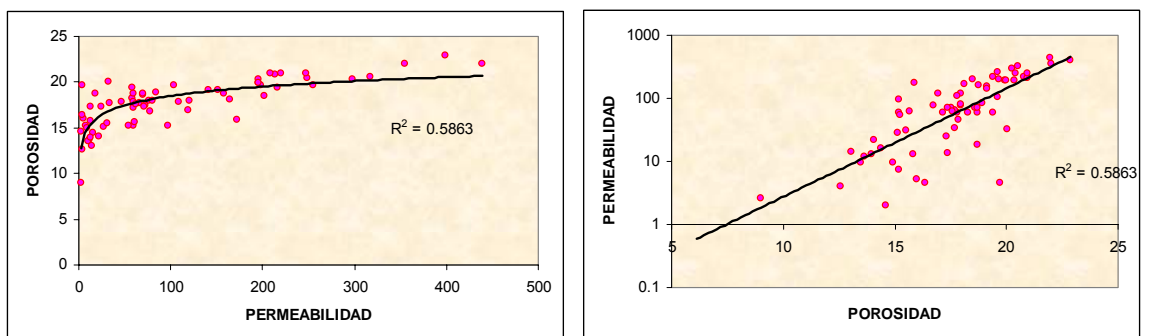 25
20
15
10
5
0
POROSIDAD
R² = 0.5863
0 100 200 300 400 500
PERMEABILIDAD
1000
100
10
1
0.1
PERMEABILIDAD
R² = 0.5863
5 10 15 20 25
POROSIDAD